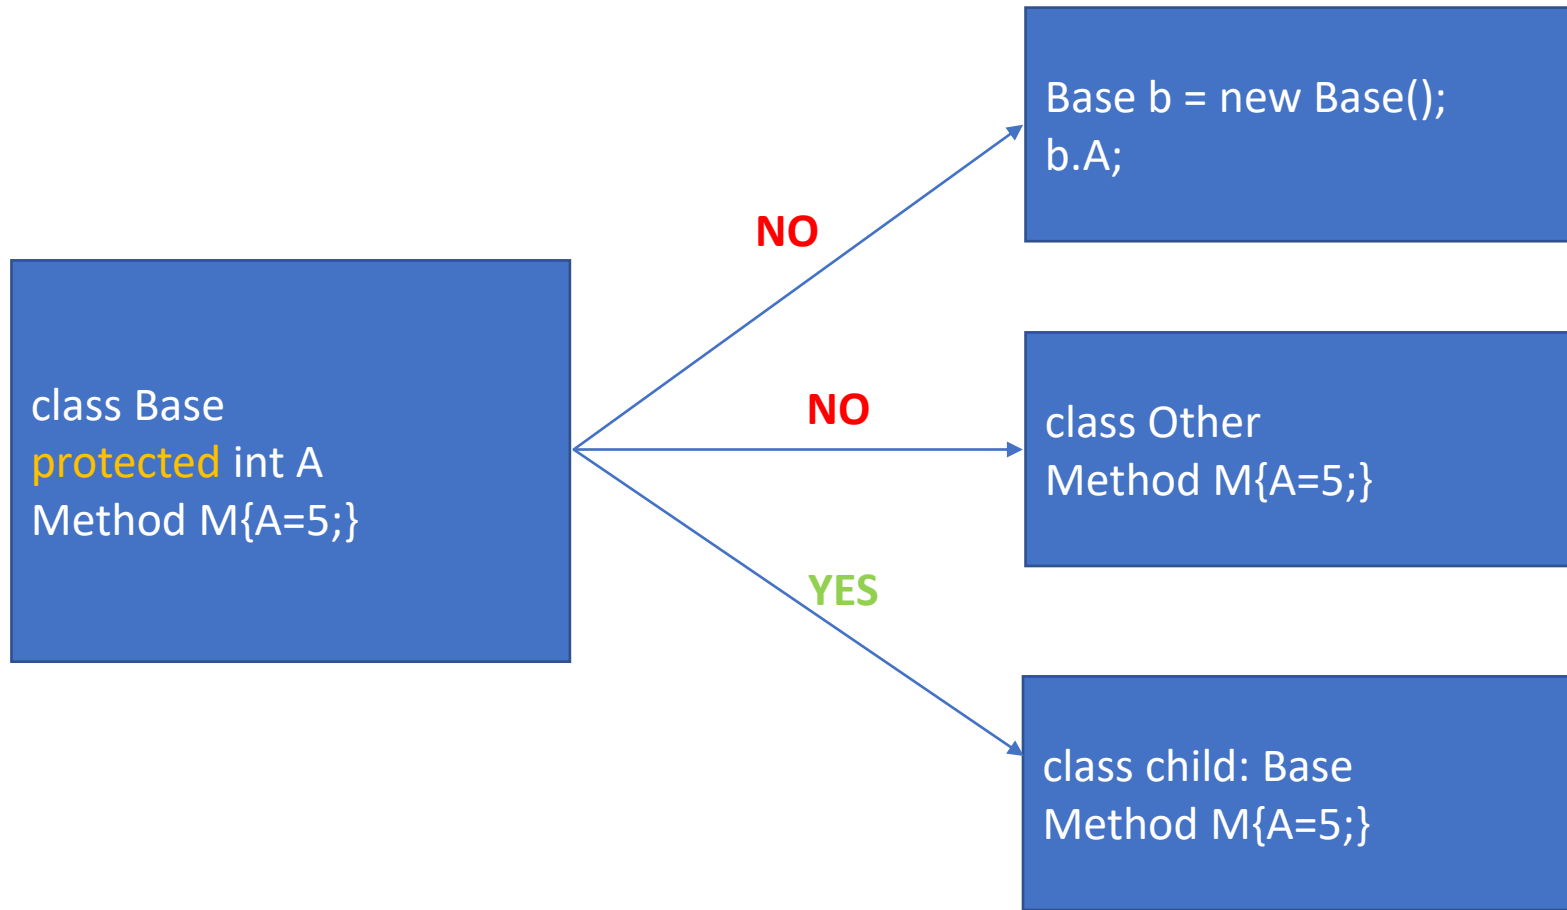 class Base
protected int A
Method M{A=5;}
NO
Base b = new Base();
b.A;
NO
class Other
Method M{A=5;}
YES
class child: Base
Method M{A=5;}